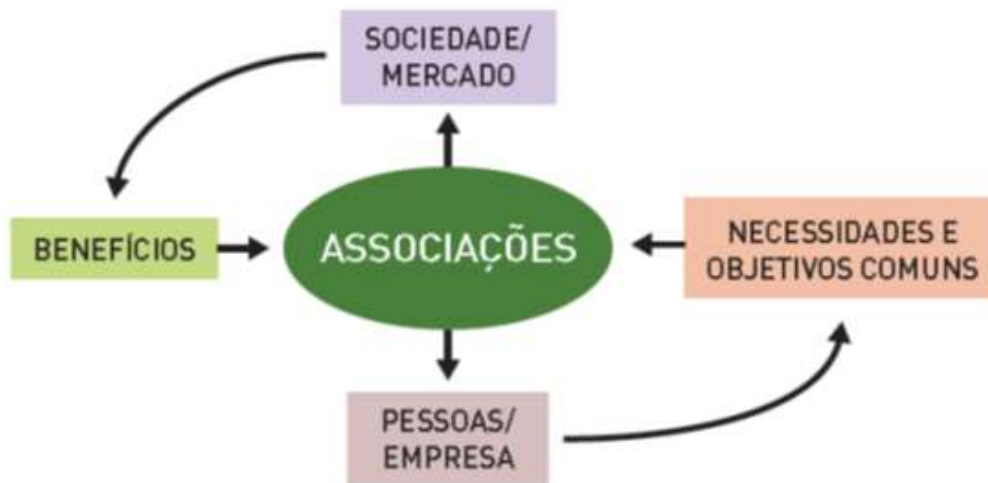 SOCIEDADE/
MERCADO
BENEFÍCIOS
ASSOCIAÇÕES
NECESSIDADES E
OBJETIVOS COMUNS
PESSOAS/
EMPRESA